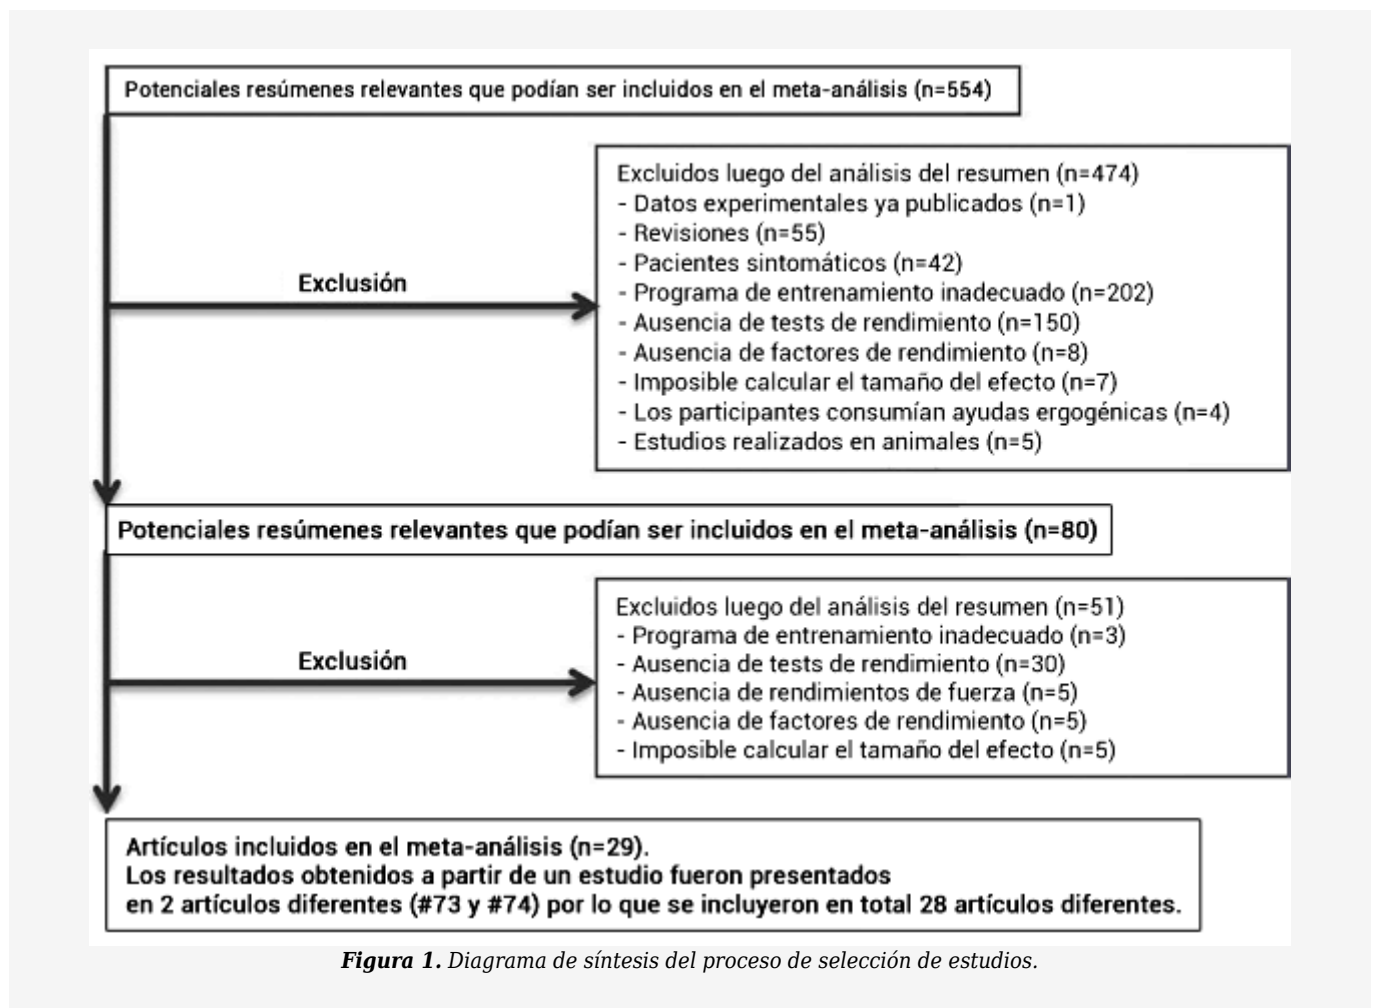 Potenciales resúmenes relevantes que podían ser incluidos en el meta-análisis (n=554)
Excluidos luego del análisis del resumen (n=474)
- Datos experimentales ya publicados (n=1)
- Revisiones (n=55)
- Pacientes sintomáticos (n=42)
- Programa de entrenamiento inadecuado (n=202)
- Ausencia de tests de rendimiento (n=150)
- Ausencia de factores de rendimiento (n=8)
- Imposible calcular el tamaño del efecto (n=7)
- Los participantes consumían ayudas ergogénicas (n=4)
- Estudios realizados en animales (n=5)
Exclusión
Potenciales resúmenes relevantes que podían ser incluidos en el meta-análisis (n=80)
Excluidos luego del análisis del resumen (n=51)
- Programa de entrenamiento inadecuado (n=3)
- Ausencia de tests de rendimiento (n=30)
- Ausencia de rendimientos de fuerza (n=5)
- Ausencia de factores de rendimiento (n=5)
- Imposible calcular el tamaño del efecto (n=5)
Exclusión
Artículos incluidos en el meta-análisis (n=29).
Los resultados obtenidos a partir de un estudio fueron presentados
en 2 artículos diferentes (#73 y #74) por lo que se incluyeron en total 28 artículos diferentes.
Figura 1. Diagrama de síntesis del proceso de selección de estudios.